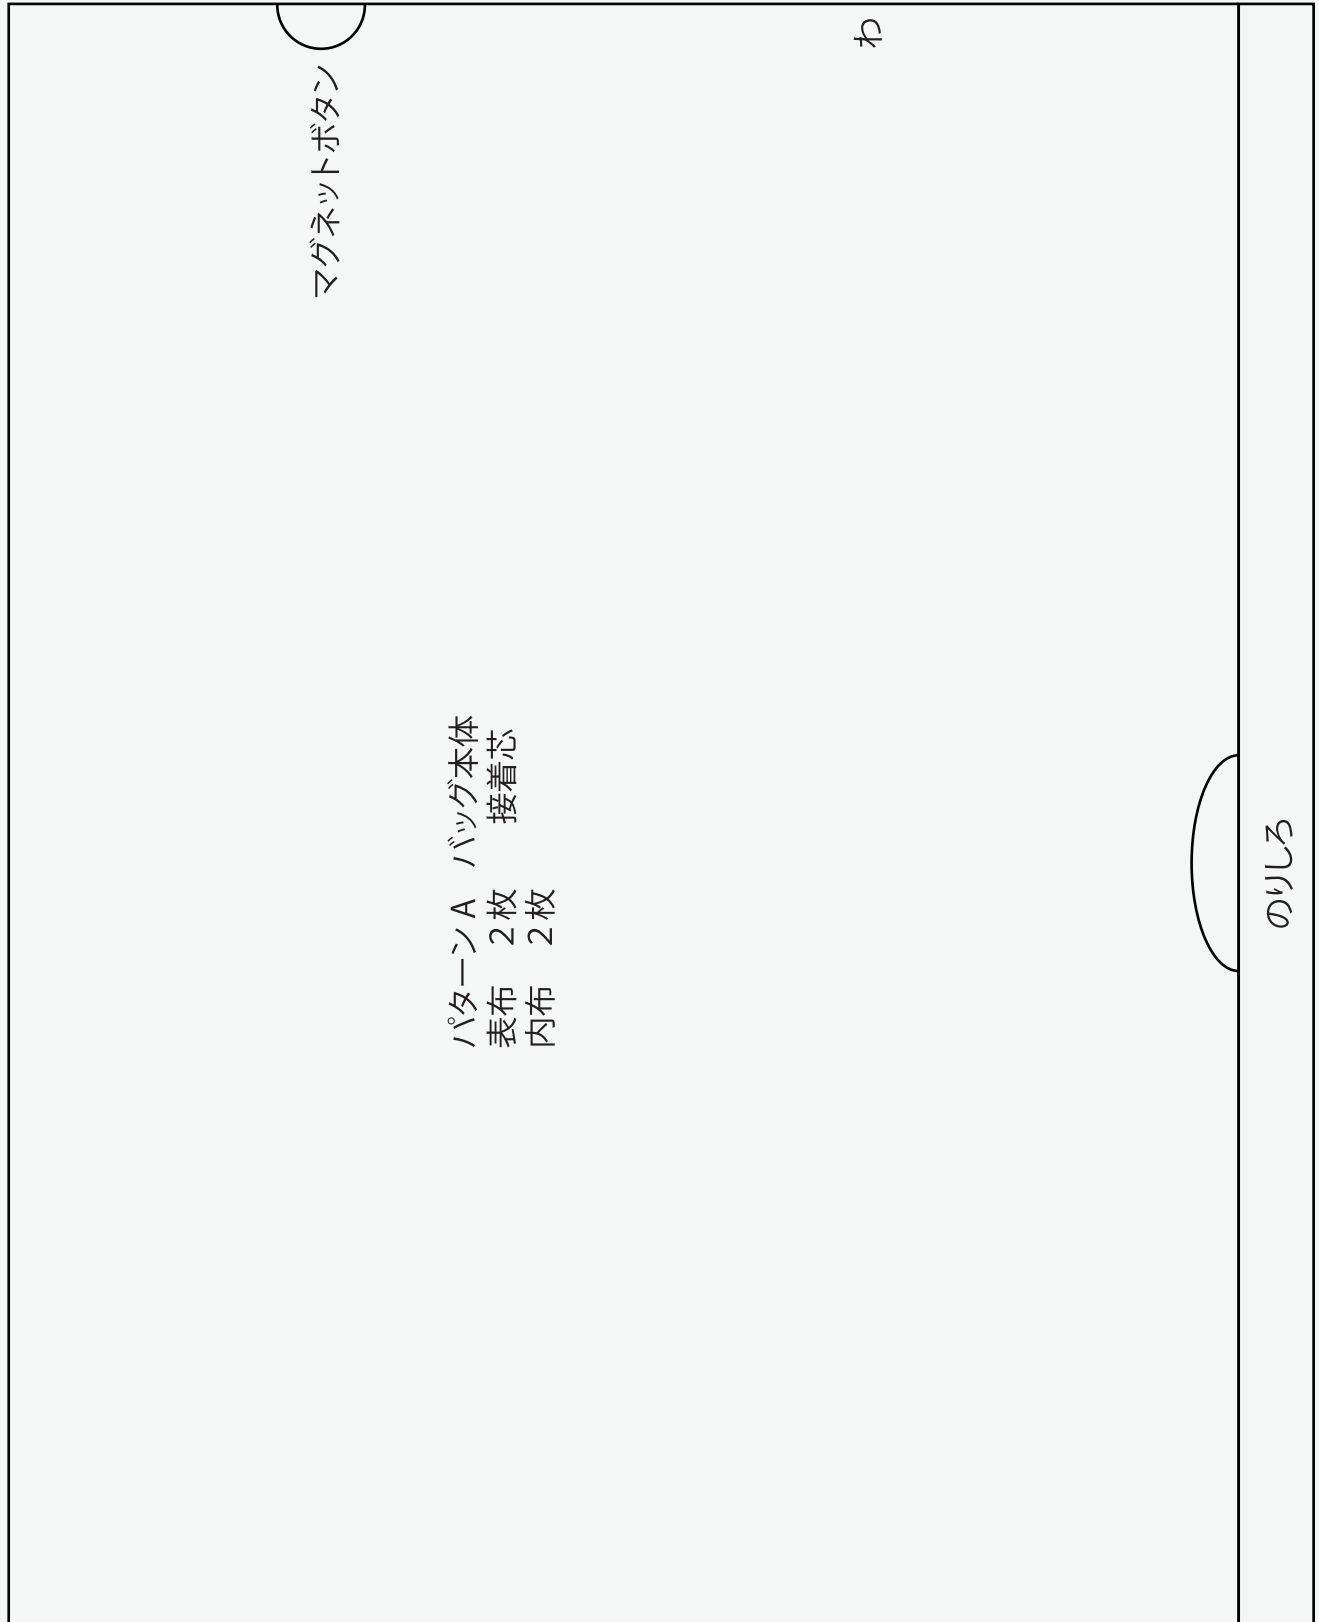 わ
マグネットボタン
パターン A　バッグ本体
表布　２枚　　接着芯
内布　２枚
のりしろ